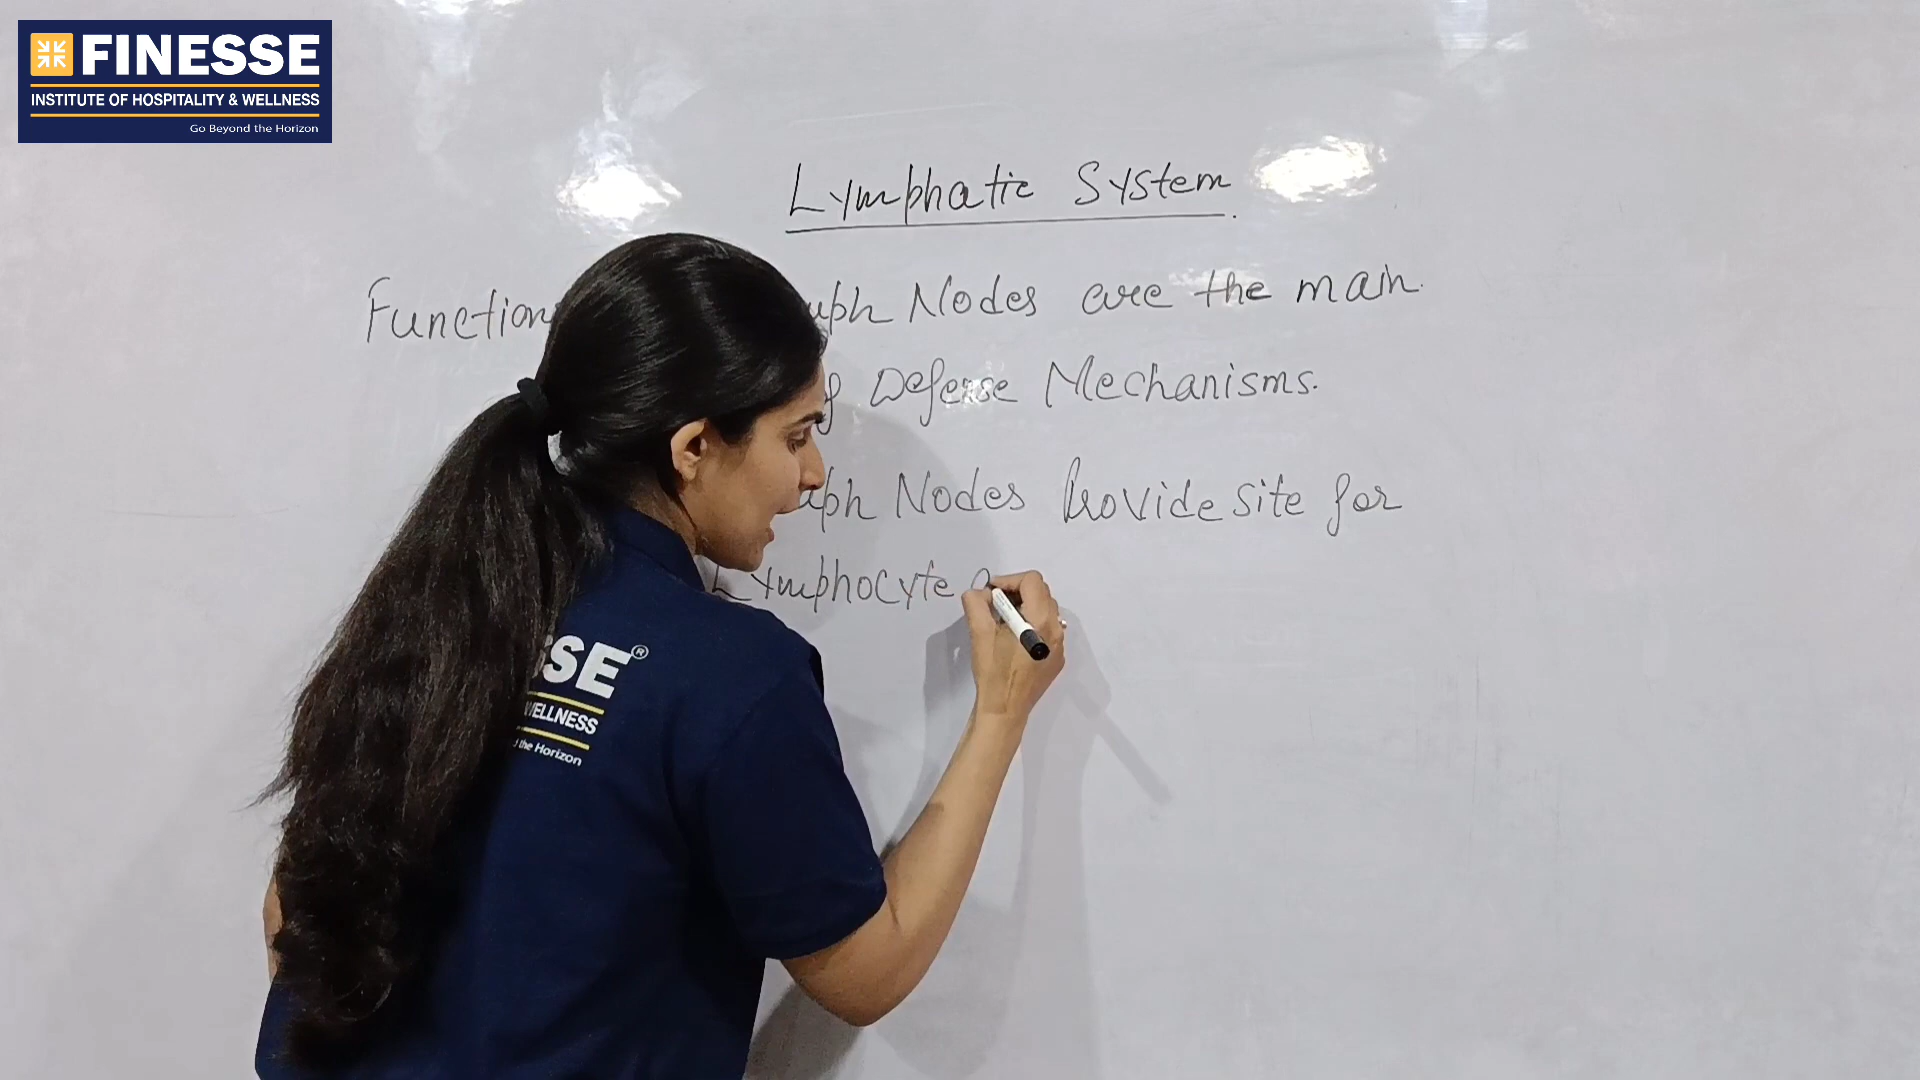 FINESSE
INSTITUTE OF HOSPITALITY & WELLNESS
Go Beyond the Horizon
Lymphatic System
Function Nodes are the main
Defense Mechanisms.
Nodes Provide site for
Lymphocyte
SE®
WELLNESS
the Horizon